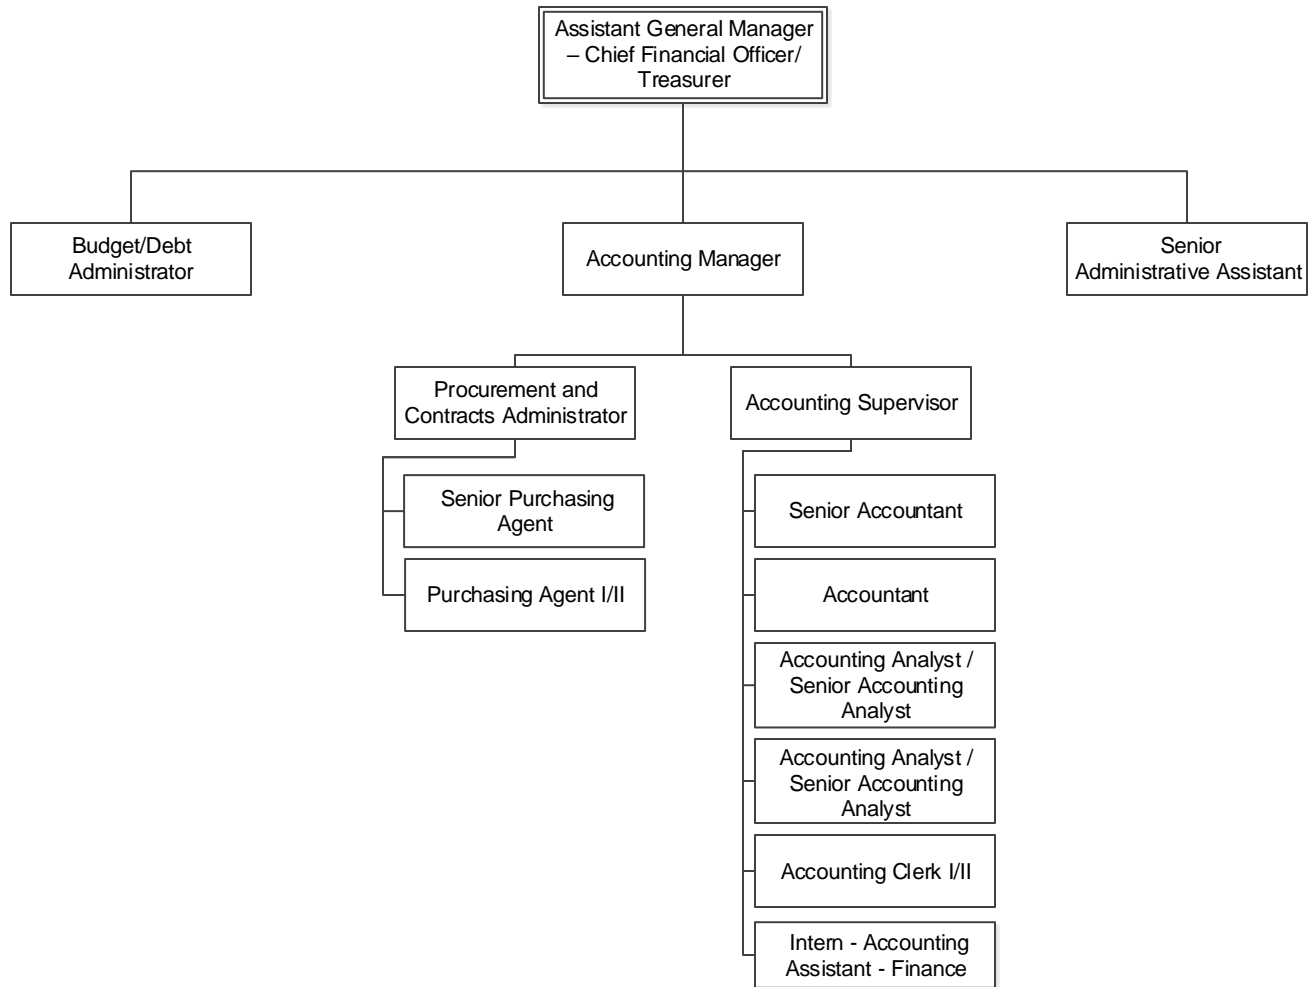 Assistant General Manager
– Chief Financial Officer/
Treasurer
Budget/Debt
Administrator
Accounting Manager
Senior
Administrative Assistant
Procurement and
Contracts Administrator
Accounting Supervisor
Senior Purchasing
Agent
Purchasing Agent I/II
Senior Accountant
Accountant
Accounting Analyst /
Senior Accounting
Analyst
Accounting Analyst /
Senior Accounting
Analyst
Accounting Clerk I/II
Intern - Accounting
Assistant - Finance